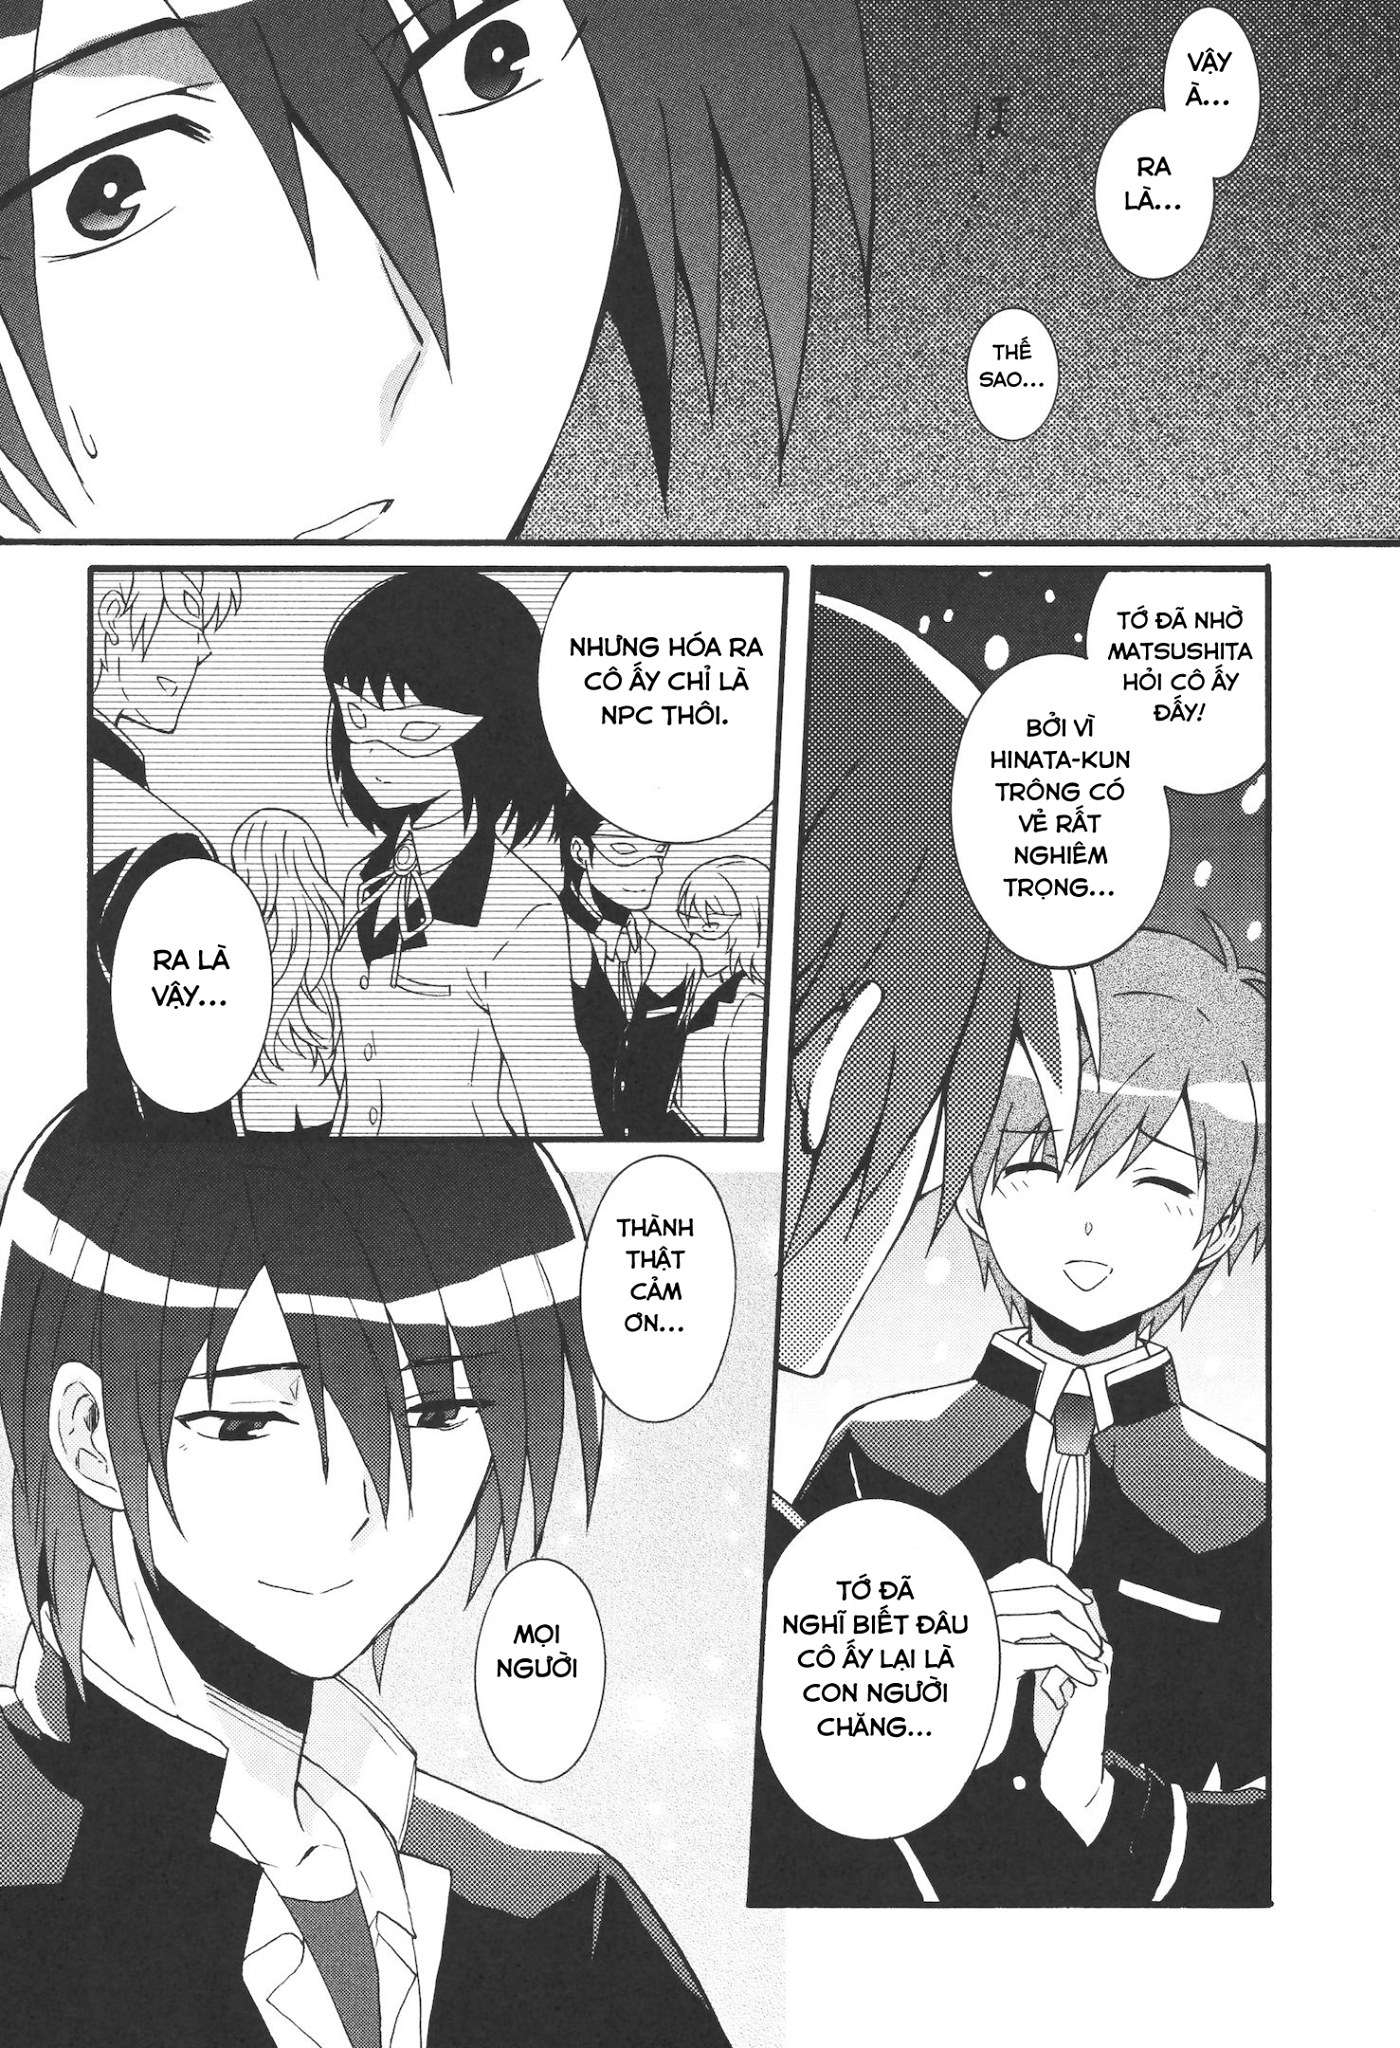 VẬY
À...
RA
LÀ...
THẾ
SAO...
TỚ ĐÃ NHỜ
MATSUSHITA
HỎI CÔ ẤY
ĐẤY!
BỞI VÌ
HINATA-KUN
TRÔNG CÓ
VẺ RẤT
NGHIÊM
TRỌNG...
TỚ ĐÃ
NGHĨ BIẾT ĐÂU
CÔ ẤY LẠI LÀ
CON NGƯỜI
CHĂNG...
NHƯNG HÓA RA
CÔ ẤY CHỈ LÀ
NPC THÔI.
RA LÀ
VẬY...
THÀNH
THẬT
CẢM
ƠN...
MỌI
NGƯỜI